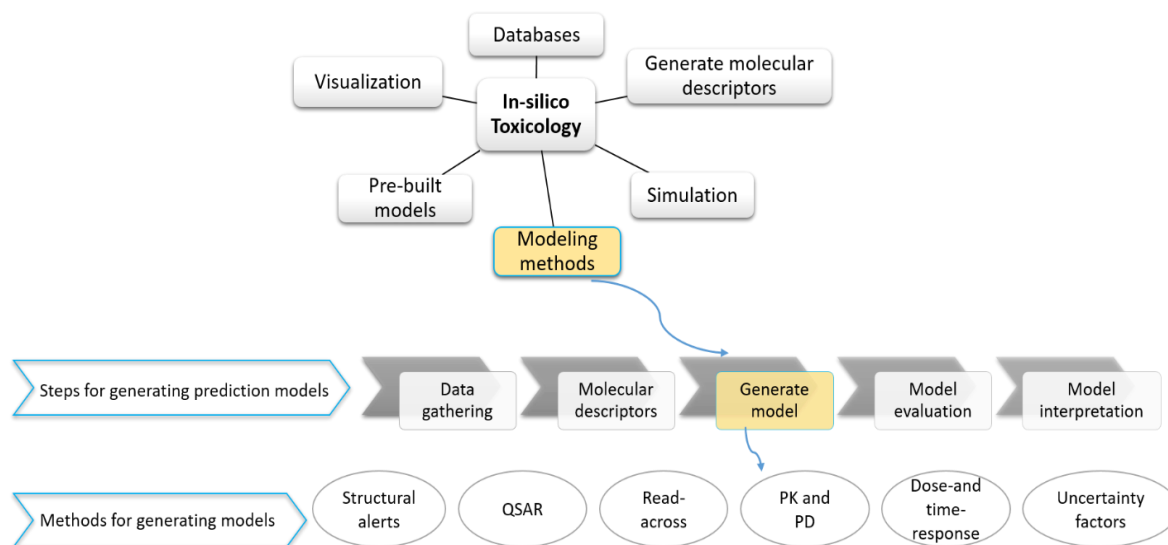 Databases
Visualization
Generate molecular
descriptors
In-silico
Toxicology
Pre-built
models
Simulation
Modeling
methods
Steps for generating prediction models
Data
gathering
Molecular
descriptors
Generate
model
Model
evaluation
Model
interpretation
Methods for generating models
Structural
alerts
QSAR
Read-
across
PK and
PD
Dose-and
time-
response
Uncertainty
factors